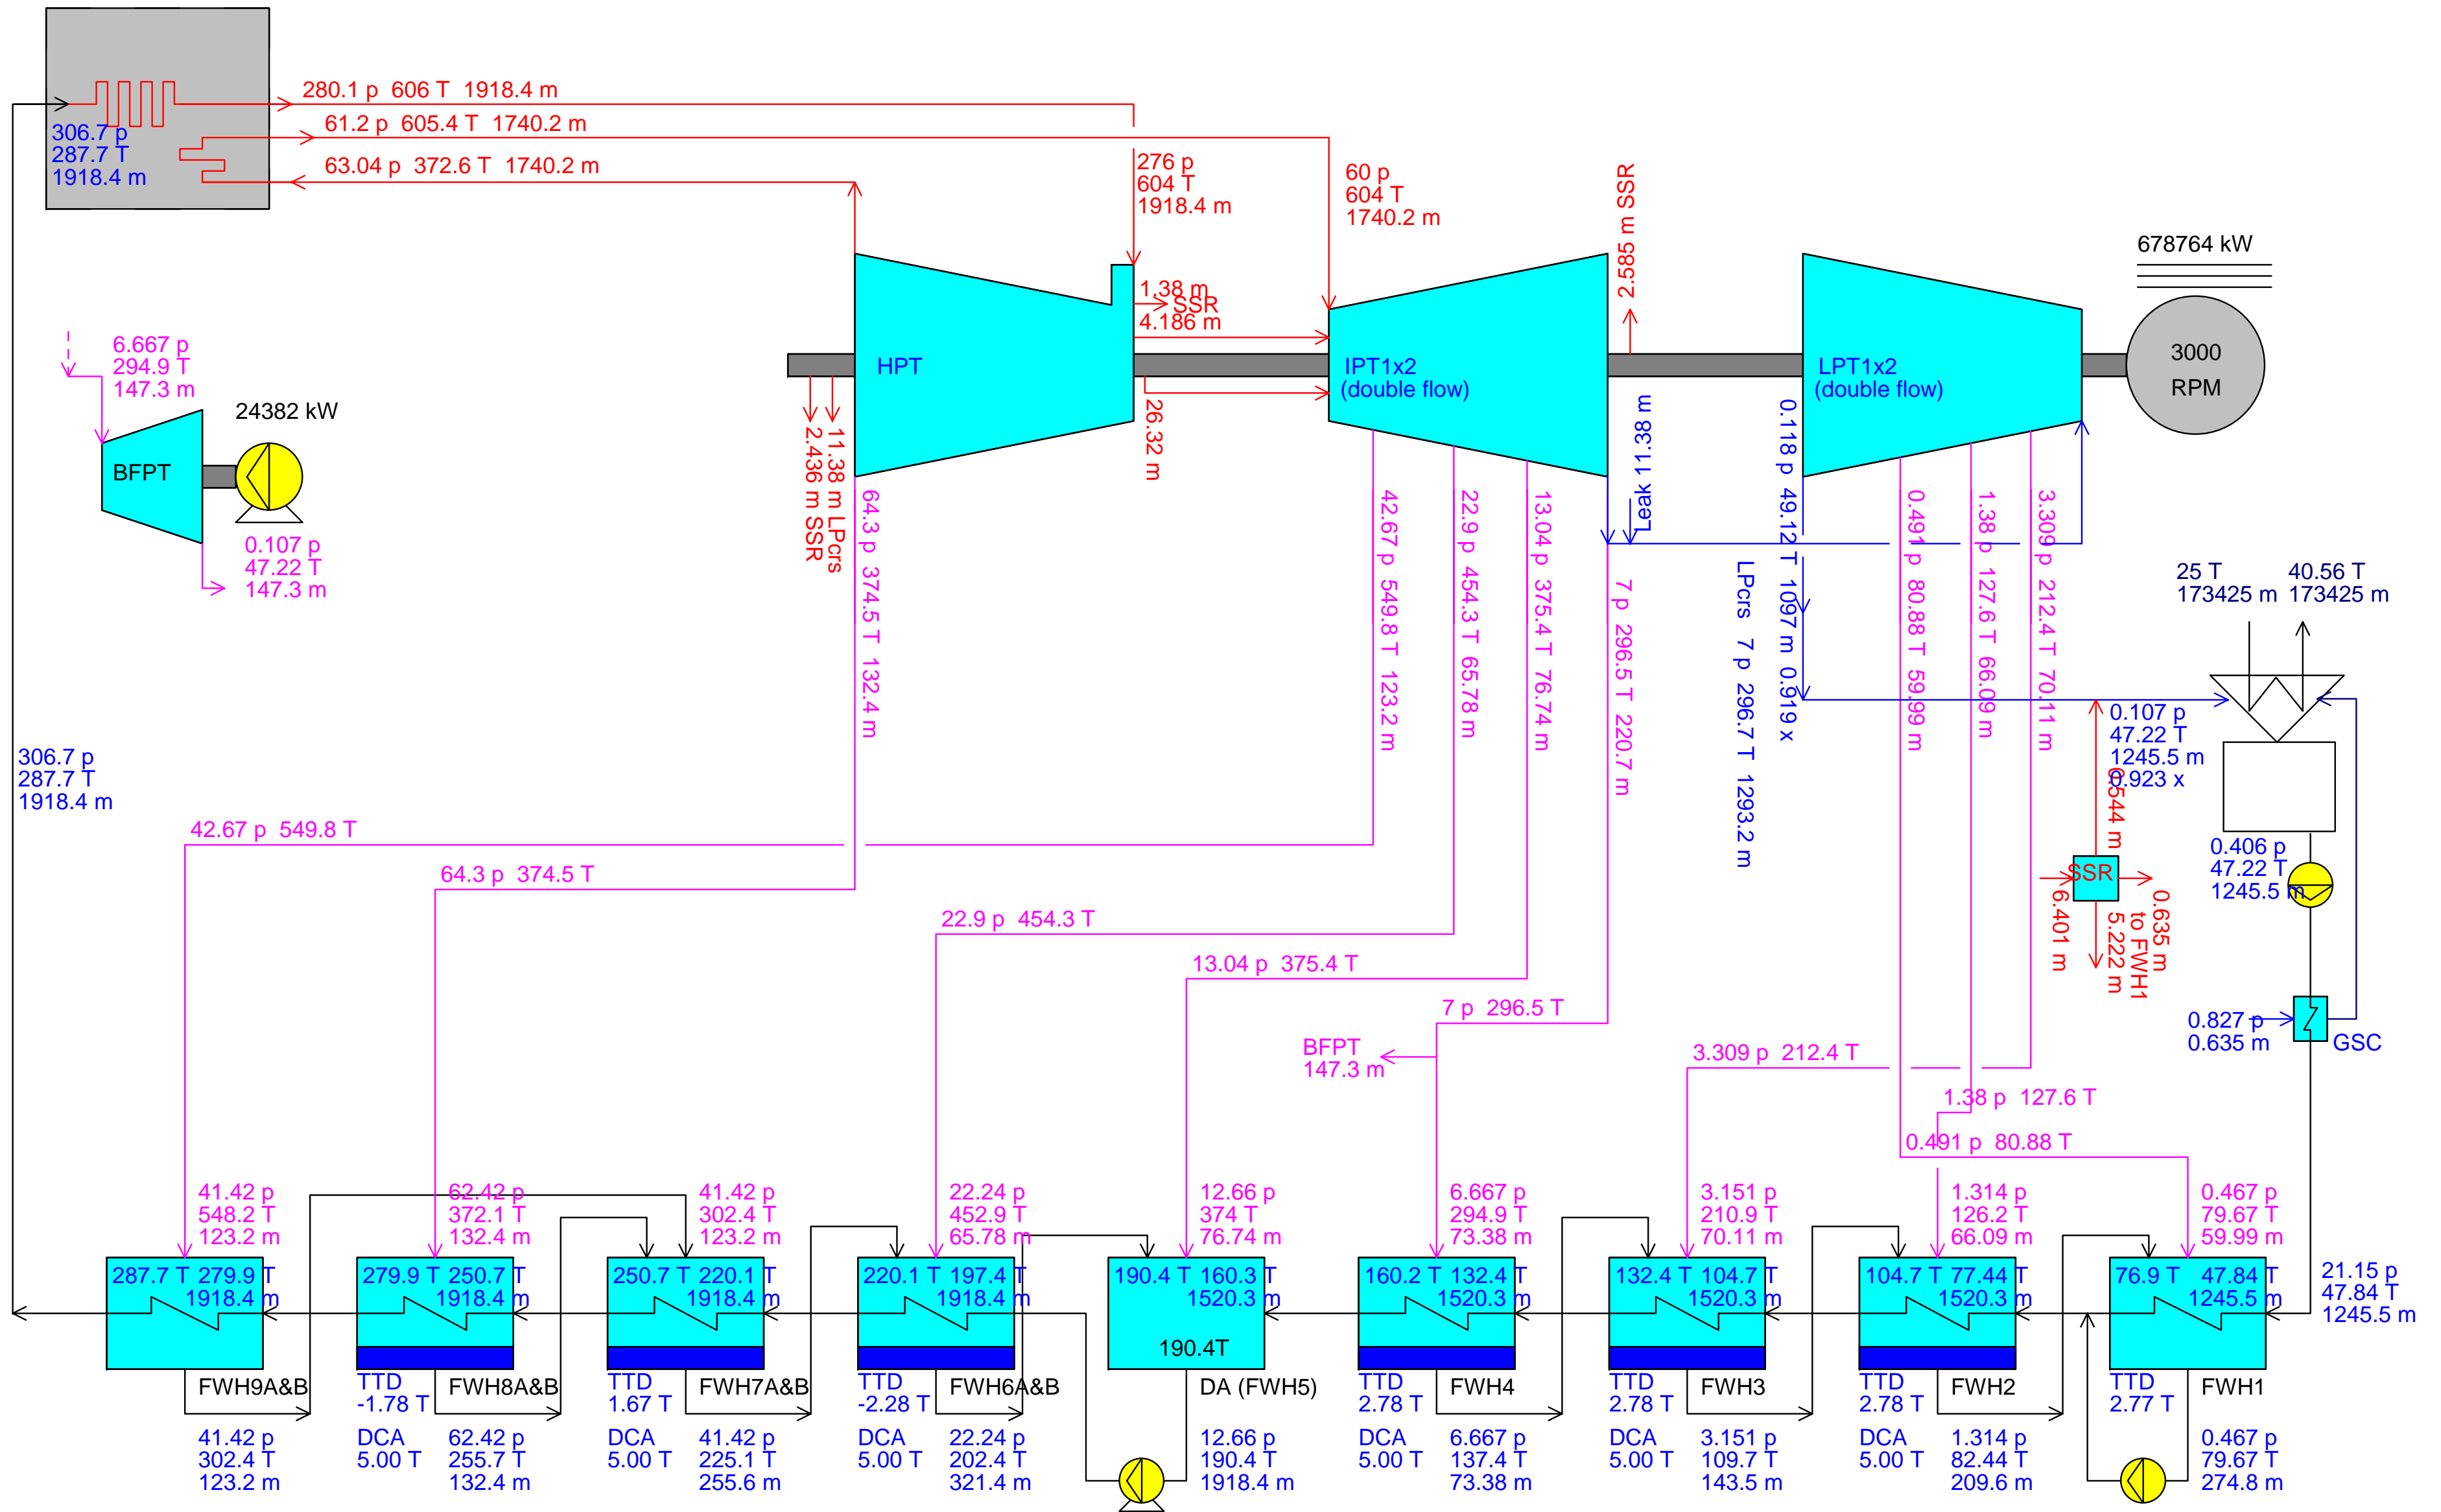 280.1 p 606 T 1918.4 m
61.2 p 605.4 T 1740.2 m
63.04 p 372.6 T 1740.2 m
306.7 p
287.7 T
1918.4 m
276 p
604 T
1918.4 m
60 p
604 T
1740.2 m
2.585 m SSR
678764 kW
3000
RPM
1.38 m
SSR
4.186 m
HPT
IPT1x2
(double flow)
LPT1x2
(double flow)
6.667 p
294.9 T
147.3 m
24382 kW
BFPT
0.107 p
47.22 T
147.3 m
2.436 m SSR
11.38 m LPcrs
64.3 p 374.5 T 132.4 m
26.32 m
42.67 p 549.8 T 123.2 m
22.9 p 454.3 T 65.78 m
13.04 p 375.4 T 76.74 m
7 p 296.5 T 220.7 m
Leak 11.38 m
LPcrs 7 p 296.7 T 1293.2 m
0.118 p 49.12 T 1097 m 0.919 x
0.491 p 80.88 T 59.99 m
1.38 p 127.6 T 66.09 m
3.309 p 212.4 T 70.11 m
25 T
173425 m
40.56 T
173425 m
0.107 p
47.22 T
1245.5 m
0.923 x
0.544 m
SSR
6.401 m
5.222 m
to FWH1
0.635 m
0.406 p
47.22 T
1245.5 m
0.827 p
0.635 m
GSC
306.7 p
287.7 T
1918.4 m
42.67 p 549.8 T
64.3 p 374.5 T
22.9 p 454.3 T
13.04 p 375.4 T
7 p 296.5 T
BFPT
147.3 m
3.309 p 212.4 T
1.38 p 127.6 T
0.491 p 80.88 T
41.42 p
548.2 T
123.2 m
62.42 p
372.1 T
132.4 m
41.42 p
302.4 T
123.2 m
22.24 p
452.9 T
65.78 m
12.66 p
374 T
76.74 m
6.667 p
294.9 T
73.38 m
3.151 p
210.9 T
70.11 m
1.314 p
126.2 T
66.09 m
0.467 p
79.67 T
59.99 m
287.7 T 279.9 T
1918.4 m
279.9 T 250.7 T
1918.4 m
250.7 T 220.1 T
1918.4 m
220.1 T 197.4 T
1918.4 m
190.4 T 160.3 T
1520.3 m
190.4T
160.2 T 132.4 T
1520.3 m
132.4 T 104.7 T
1520.3 m
104.7 T 77.44 T
1520.3 m
76.9 T 47.84 T
1245.5 m
21.15 p
47.84 T
1245.5 m
FWH9A&B
TTD
-1.78 T
FWH8A&B
TTD
1.67 T
FWH7A&B
TTD
-2.28 T
FWH6A&B
DA (FWH5)
TTD
2.78 T
FWH4
TTD
2.78 T
FWH3
TTD
2.78 T
FWH2
TTD
2.77 T
FWH1
41.42 p
302.4 T
123.2 m
DCA
5.00 T
62.42 p
255.7 T
132.4 m
DCA
5.00 T
41.42 p
225.1 T
255.6 m
DCA
5.00 T
22.24 p
202.4 T
321.4 m
12.66 p
190.4 T
1918.4 m
DCA
5.00 T
6.667 p
137.4 T
73.38 m
DCA
5.00 T
3.151 p
109.7 T
143.5 m
DCA
5.00 T
1.314 p
82.44 T
209.6 m
0.467 p
79.67 T
274.8 m